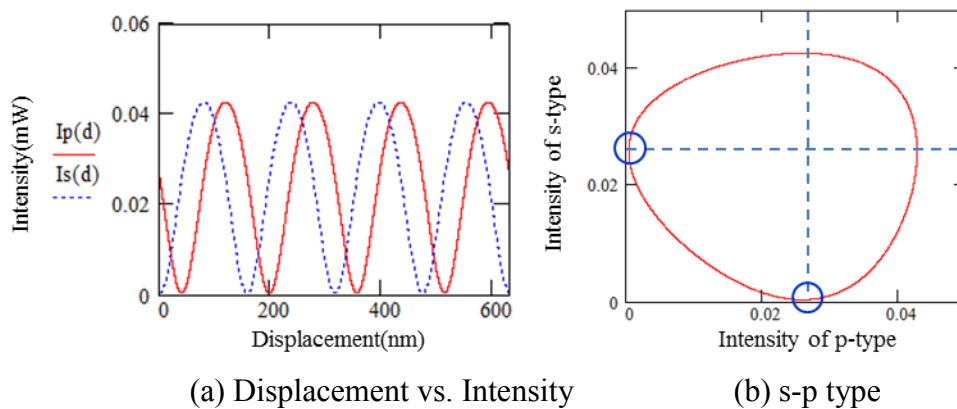 0.06
0.04
0.02
0
Intensity(mW)
Ip(d)
Is(d)
0 200 400 600
Displacement(nm)
(a) Displacement vs. Intensity
0.04
0.02
0
Intensity of s-type
0 0.02 0.04
Intensity of p-type
(b) s-p type